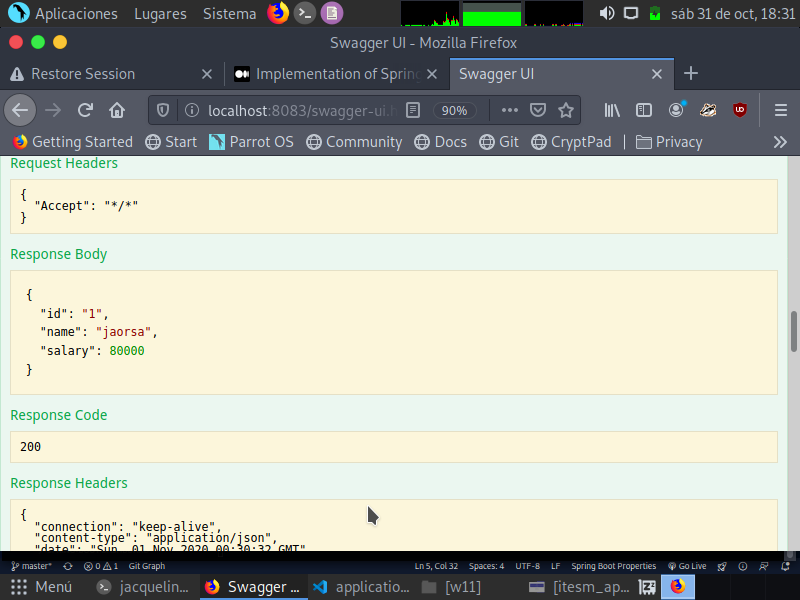 Aplicaciones Lugares Sistema sáb 31 de oct, 18:31
Swagger UI - Mozilla Firefox
Restore Session Implementation of Spring Swagger UI
localhost:8083/swagger-ui.h 90%
Getting Started Start Parrot OS Community Docs Git CryptPad Privacy
Request Headers
{
"Accept": "*/*"
}
Response Body
{
"id": "1",
"name": "jaorsa",
"salary": 80000
}
Response Code
200
Response Headers
{
"connection": "keep-alive",
"content-type": "application/json",
"date": "Sun, 01 Nov 2020 00:30:32 GMT"
master* 0 1 Git Graph Ln 5, Col 32 Spaces: 4 UTF-8 LF Spring Boot Properties Go Live
Menú jacquelin... Swagger ... applicatio... [w11] [itesm_ap...